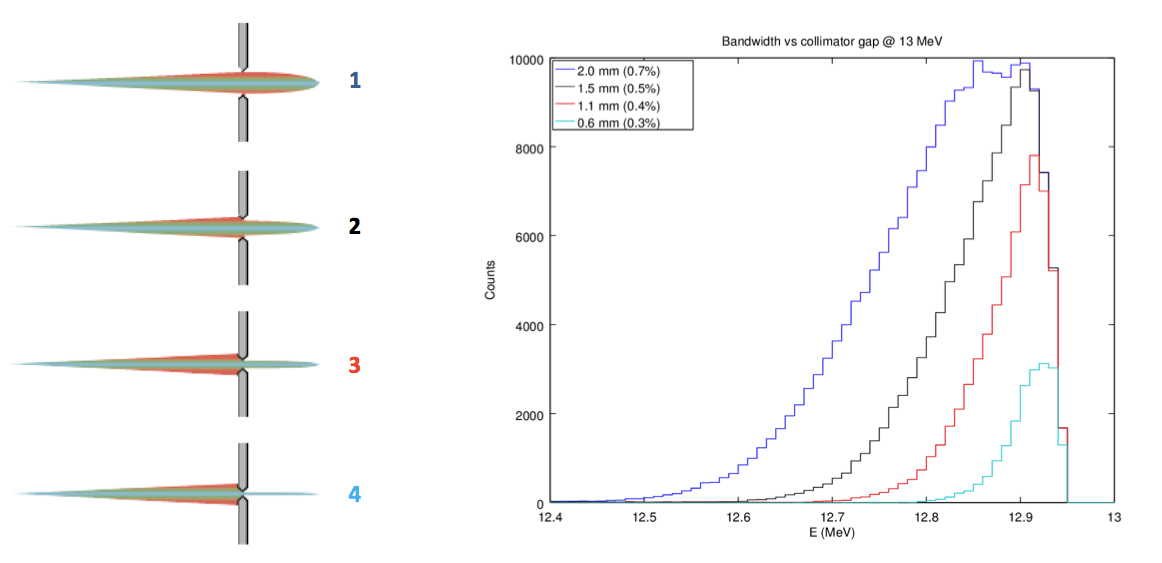 1
2
3
4
Bandwidth vs collimator gap @ 13 MeV
2.0 mm (0.7%)
1.5 mm (0.5%)
1.1 mm (0.4%)
0.6 mm (0.3%)
Counts
10000
8000
6000
4000
2000
0
12.4 12.5 12.6 12.7 12.8 12.9 13
E (MeV)